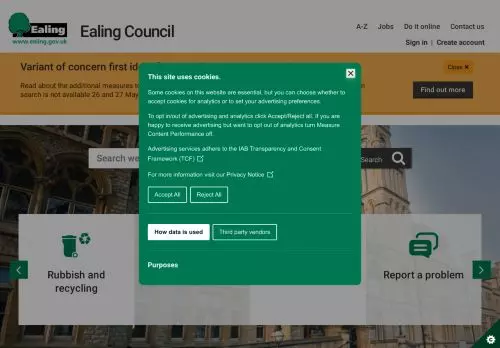 Ealing
www.ealing.gov.uk
Ealing Council
A-Z Jobs Do it online Contact us
Sign in | Create account
Variant of concern first ide
Close ×
Read about the additional measures to
search is not available 26 and 27 May
Find out more
This site uses cookies.
Some cookies on this website are essential, but you can choose whether to
accept cookies for analytics or to set your advertising preferences.
To opt in/out of advertising and analytics click Accept/Reject all. If you are
happy to receive advertising but want to opt out of analytics turn Measure
Content Performance off.
Advertising services adhere to the IAB Transparency and Consent
Framework (TCF)
For more information visit our Privacy Notice
Accept All Reject All
How data is used Third party vendors
Purposes
Search we
Search
Rubbish and
recycling
Report a problem